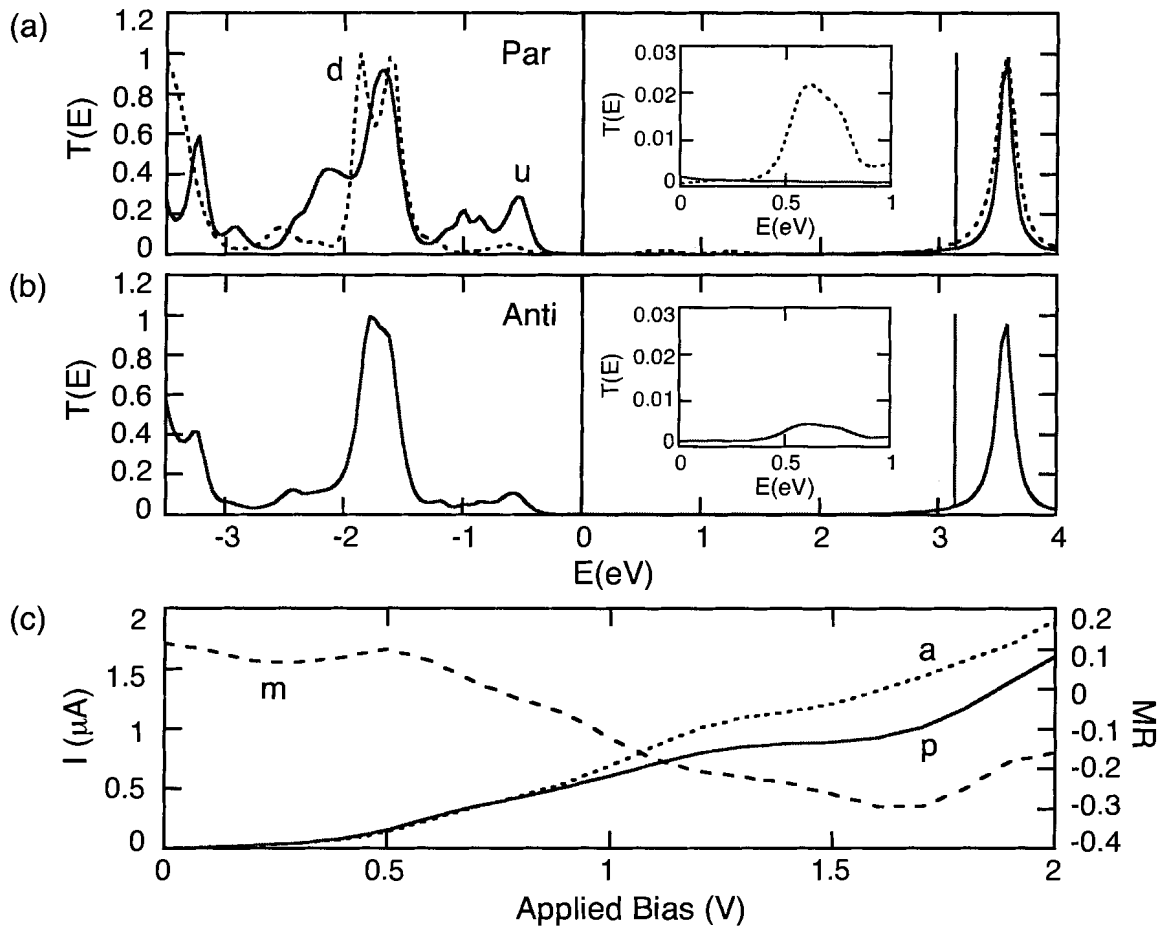 (a)
1.2
1
0.8
0.6
0.4
0.2
0
T(E)
d
u
Par
0.03
0.02
0.01
0
T(E)
0
0.5
1
E(eV)
(b)
1.2
1
0.8
0.6
0.4
0.2
0
T(E)
Anti
0.03
0.02
0.01
0
T(E)
0
0.5
1
E(eV)
-3
-2
-1
0
1
2
3
4
E(eV)
(c)
2
1.5
1
0.5
0
I (μA)
m
a
p
0.2
0.1
0
-0.1
-0.2
-0.3
-0.4
MR
0
0.5
1
1.5
2
Applied Bias (V)